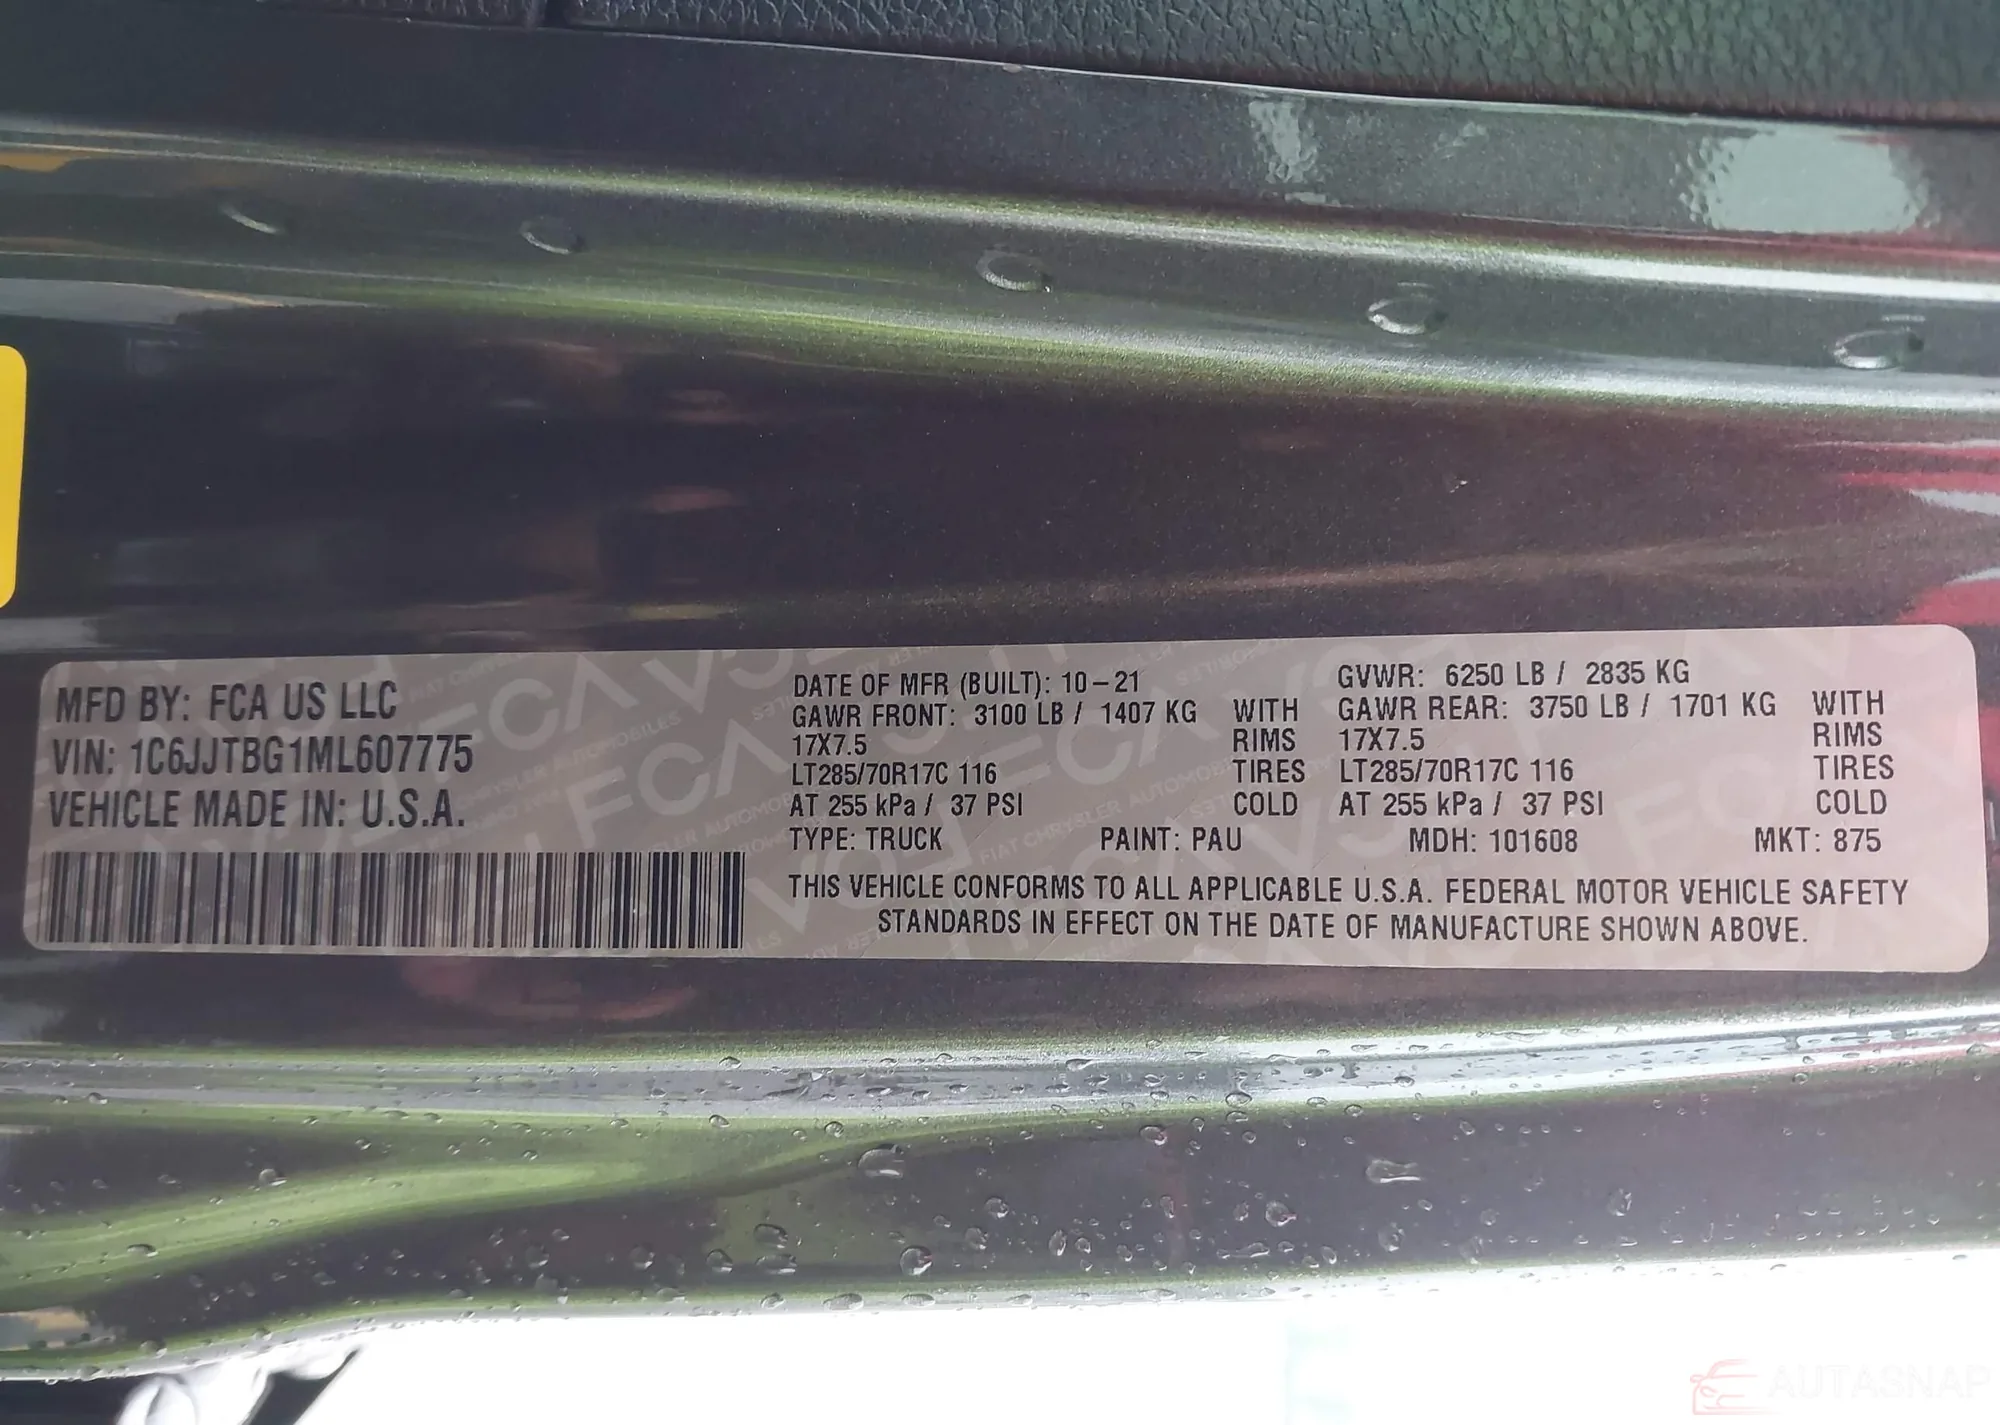 MFD BY: FCA US LLC
VIN: 1C6JJTBG1ML607775
VEHICLE MADE IN: U.S.A.
DATE OF MFR (BUILT): 10-21 GVWR: 6250 LB / 2835 KG
GAWR FRONT: 3100 LB / 1407 KG WITH GAWR REAR: 3750 LB / 1701 KG WITH
17X7.5 RIMS 17X7.5 RIMS
LT285/70R17C 116 TIRES LT285/70R17C 116 TIRES
AT 255 kPa / 37 PSI COLD AT 255 kPa / 37 PSI COLD
TYPE: TRUCK PAINT: PAU MDH: 101608 MKT: 875
THIS VEHICLE CONFORMS TO ALL APPLICABLE U.S.A. FEDERAL MOTOR VEHICLE SAFETY
STANDARDS IN EFFECT ON THE DATE OF MANUFACTURE SHOWN ABOVE.
AUTASNAP